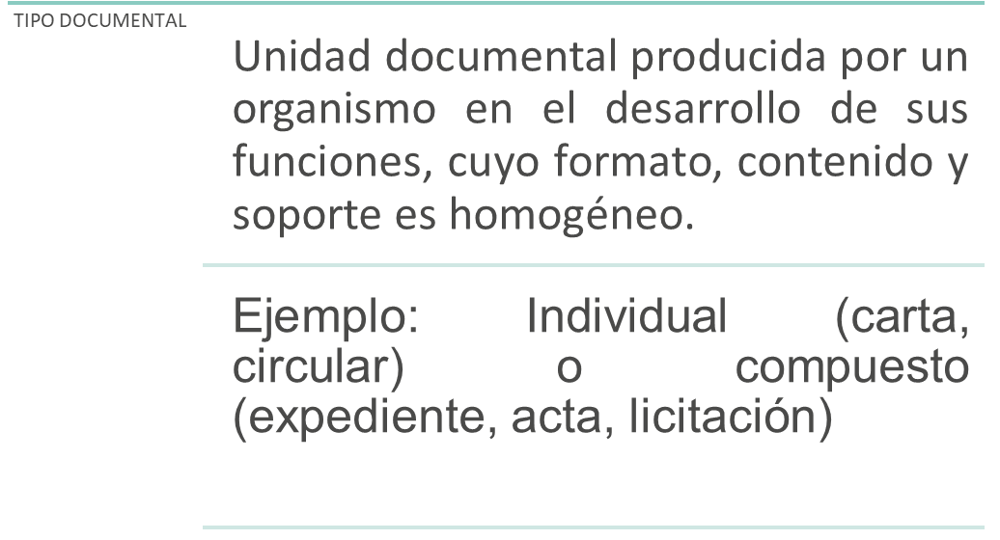 TIPO DOCUMENTAL
Unidad documental producida por un
organismo en el desarrollo de sus
funciones, cuyo formato, contenido y
soporte es homogéneo.
Ejemplo: Individual (carta,
circular) o compuesto
(expediente, acta, licitación)